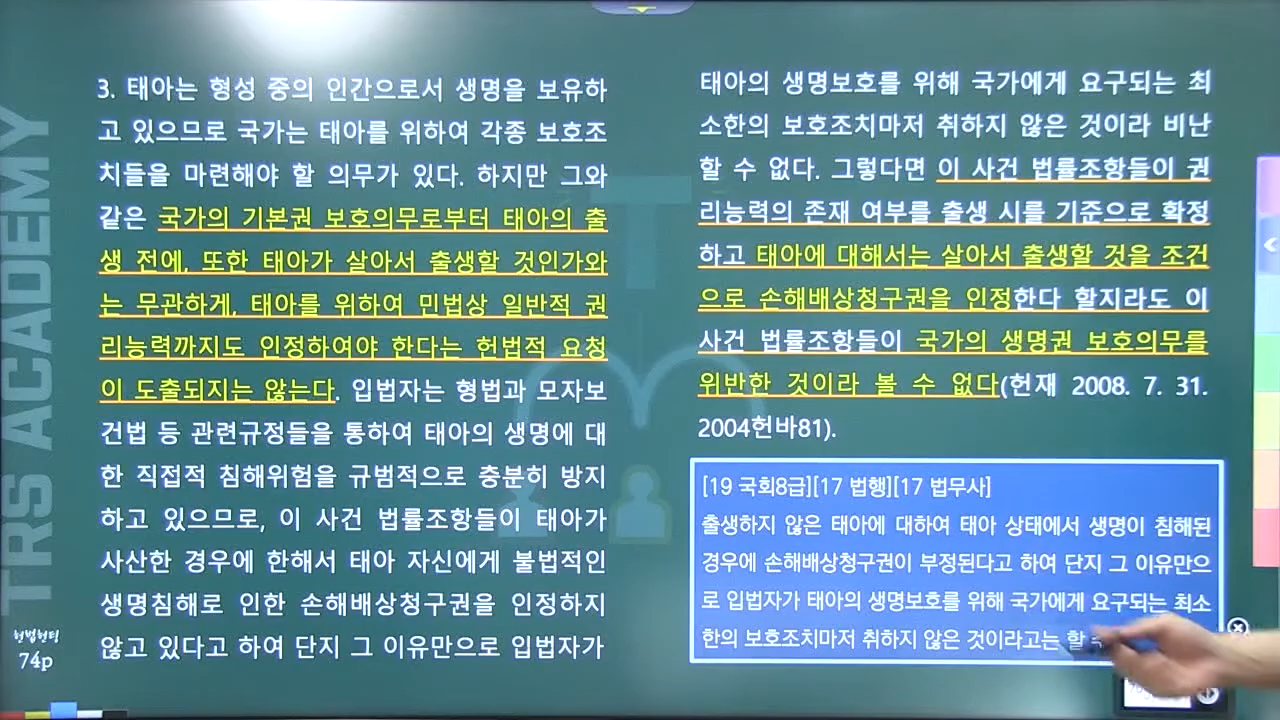 TRS ACADEMY
3. 태아는 형성 중의 인간으로서 생명을 보유하
고 있으므로 국가는 태아를 위하여 각종 보호조
치들을 마련해야 할 의무가 있다. 하지만 그와
같은 국가의 기본권 보호의무로부터 태아의 출
생 전에, 또한 태아가 살아서 출생할 것인가와
는 무관하게, 태아를 위하여 민법상 일반적 권
리능력까지도 인정하여야 한다는 헌법적 요청
이 도출되지는 않는다. 입법자는 형법과 모자보
건법 등 관련규정들을 통하여 태아의 생명에 대
한 직접적 침해위험을 규범적으로 충분히 방지
하고 있으므로, 이 사건 법률조항들이 태아가
사산한 경우에 한해서 태아 자신에게 불법적인
생명침해로 인한 손해배상청구권을 인정하지
않고 있다고 하여 단지 그 이유만으로 입법자가
74p
태아의 생명보호를 위해 국가에게 요구되는 최
소한의 보호조치마저 취하지 않은 것이라 비난
할 수 없다. 그렇다면 이 사건 법률조항들이 권
리능력의 존재 여부를 출생 시를 기준으로 확정
하고 태아에 대해서는 살아서 출생할 것을 조건
으로 손해배상청구권을 인정한다 할지라도 이
사건 법률조항들이 국가의 생명권 보호의무를
위반한 것이라 볼 수 없다(헌재 2008. 7. 31.
2004헌바81).
[19 국회8급][17 법행][17 법무사]
출생하지 않은 태아에 대하여 태아 상태에서 생명이 침해된
경우에 손해배상청구권이 부정된다고 하여 단지 그 이유만으
로 입법자가 태아의 생명보호를 위해 국가에게 요구되는 최소
한의 보호조치마저 취하지 않은 것이라고는 할